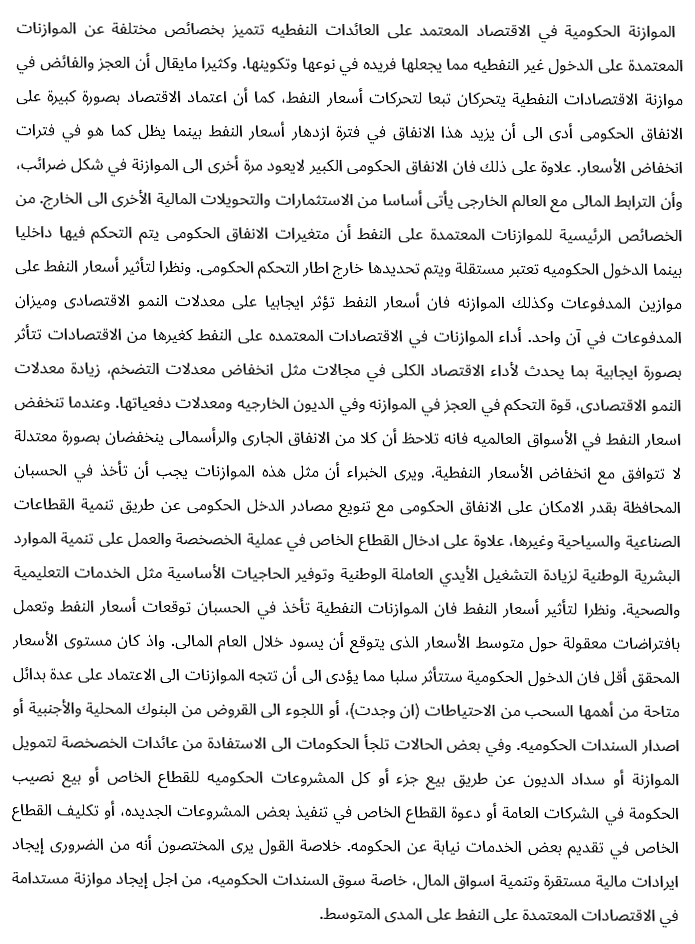 الموازنة الحكومية في الاقتصاد المعتمد على العائدات النفطيه تتميز بخصائص مختلفة عن الموازنات
المعتمدة على الدخول غير النفطيه مما يجعلها فريده في نوعها وتكوينها. وكثيرا مايقال أن العجز والفائض في
موازنة الاقتصادات النفطية يتحركان تبعا لتحركات أسعار النفط، كما أن اعتماد الاقتصاد بصورة كبيرة على
الانفاق الحكومى أدى الى أن يزيد هذا الانفاق في فترة ازدهار أسعار النفط بينما يظل كما هو في فترات
انخفاض الأسعار. علاوة على ذلك فان الانفاق الحكومى الكبير لايعود مرة أخرى الى الموازنة في شكل ضرائب،
وأن الترابط المالى مع العالم الخارجى يأتى أساسا من الاستثمارات والتحويلات المالية الأخرى الى الخارج. من
الخصائص الرئيسية للموازنات المعتمدة على النفط أن متغيرات الانفاق الحكومى يتم التحكم فيها داخليا
بينما الدخول الحكوميه تعتبر مستقلة ويتم تحديدها خارج اطار التحكم الحكومى. ونظرا لتأثير أسعار النفط على
موازين المدفوعات وكذلك الموازنه فان أسعار النفط تؤثر ايجابيا على معدلات النمو الاقتصادى وميزان
المدفوعات في آن واحد. أداء الموازنات في الاقتصادات المعتمده على النفط كغيرها من الاقتصادات تتأثر
بصورة ايجابية بما يحدث لأداء الاقتصاد الكلى في مجالات مثل انخفاض معدلات التضخم، زيادة معدلات
النمو الاقتصادى، قوة التحكم في العجز في الموازنه وفي الديون الخارجيه ومعدلات دفعياتها. وعندما تنخفض
اسعار النفط في الأسواق العالميه فانه تلاحظ أن كلا من الانفاق الجارى والرأسمالى ينخفضان بصورة معتدلة
لا تتوافق مع انخفاض الأسعار النفطية. ويرى الخبراء أن مثل هذه الموازنات يجب أن تأخذ في الحسبان
المحافظة بقدر الامكان على الانفاق الحكومى مع تنويع مصادر الدخل الحكومى عن طريق تنمية القطاعات
الصناعية والسياحية وغيرها، علاوة على ادخال القطاع الخاص في عملية الخصخصة والعمل على تنمية الموارد
البشرية الوطنية لزيادة التشغيل الأيدي العاملة الوطنية وتوفير الحاجيات الأساسية مثل الخدمات التعليمية
والصحية. ونظرا لتأثير أسعار النفط فان الموازنات النفطية تأخذ في الحسبان توقعات أسعار النفط وتعمل
بافتراضات معقولة حول متوسط الأسعار الذى يتوقع أن يسود خلال العام المالى. واذ كان مستوى الأسعار
المحقق أقل فان الدخول الحكومية ستتأثر سلبا مما يؤدى الى أن تتجه الموازنات الى الاعتماد على عدة بدائل
متاحة من أهمها السحب من الاحتياطات (ان وجدت)، أو اللجوء الى القروض من البنوك المحلية والأجنبية أو
اصدار السندات الحكوميه. وفي بعض الحالات تلجأ الحكومات الى الاستفادة من عائدات الخصخصة لتمويل
الموازنة أو سداد الديون عن طريق بيع جزء أو كل المشروعات الحكوميه للقطاع الخاص أو بيع نصيب
الحكومة في الشركات العامة أو دعوة القطاع الخاص في تنفيذ بعض المشروعات الجديده، أو تكليف القطاع
الخاص في تقديم بعض الخدمات نيابة عن الحكومه. خلاصة القول يرى المختصون أنه من الضرورى إيجاد
ايرادات مالية مستقرة وتنمية اسواق المال، خاصة سوق السندات الحكوميه، من اجل إيجاد موازنة مستدامة
في الاقتصادات المعتمدة على النفط على المدى المتوسط.